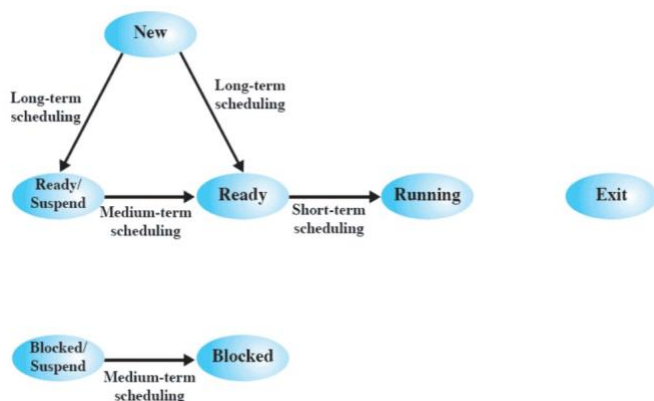 New
Long-term
scheduling
Long-term
scheduling
Ready/
Suspend
Medium-term
scheduling
Ready
Short-term
scheduling
Running
Exit
Blocked/
Suspend
Medium-term
scheduling
Blocked